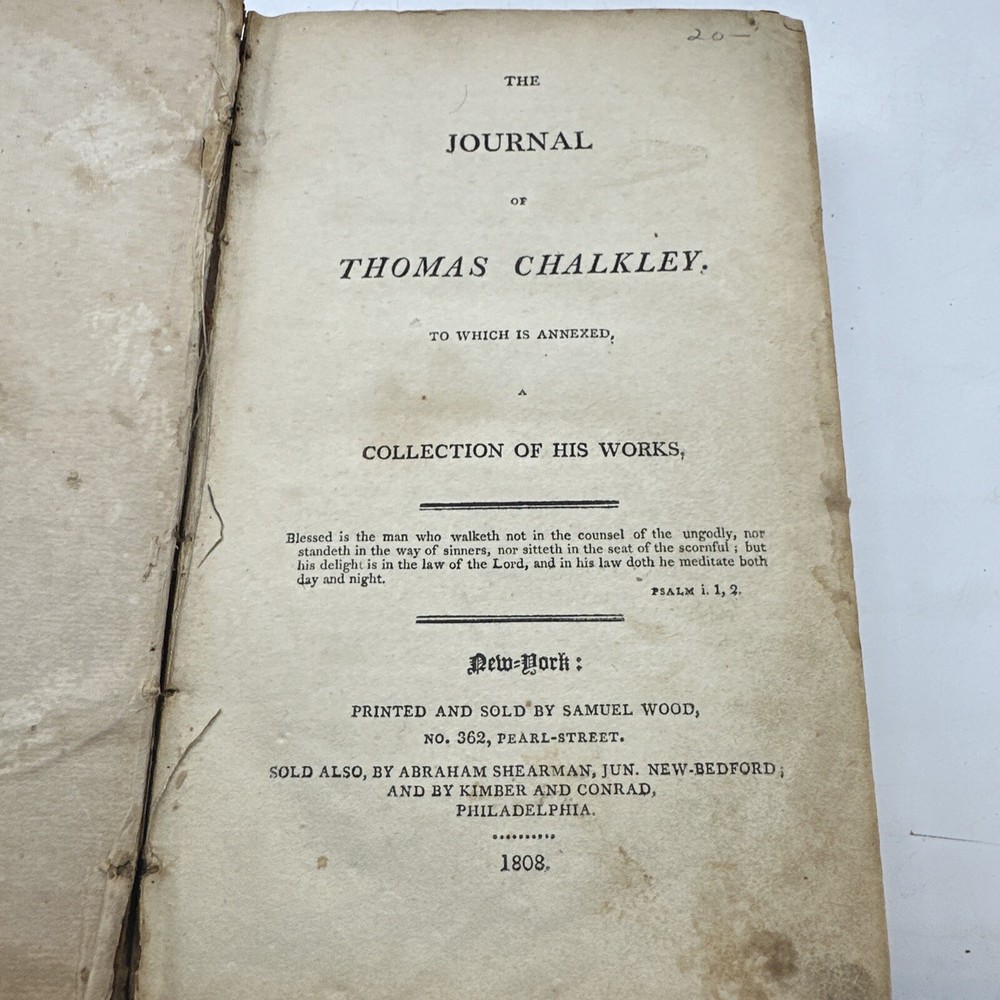 20—
THE
JOURNAL
OF
THOMAS CHALKLEY.
TO WHICH IS ANNEXED,
A
COLLECTION OF HIS WORKS,
Blessed is the man who walketh not in the counsel of the ungodly, nor
standeth in the way of sinners, nor sitteth in the seat of the scornful ; but
his delight is in the law of the Lord, and in his law doth he meditate both
day and night.
PSALM i. 1, 2.
New-York:
PRINTED AND SOLD BY SAMUEL WOOD,
NO. 362, PEARL-STREET.
SOLD ALSO, BY ABRAHAM SHEARMAN, JUN. NEW-BEDFORD;
AND BY KIMBER AND CONRAD,
PHILADELPHIA.
1808.